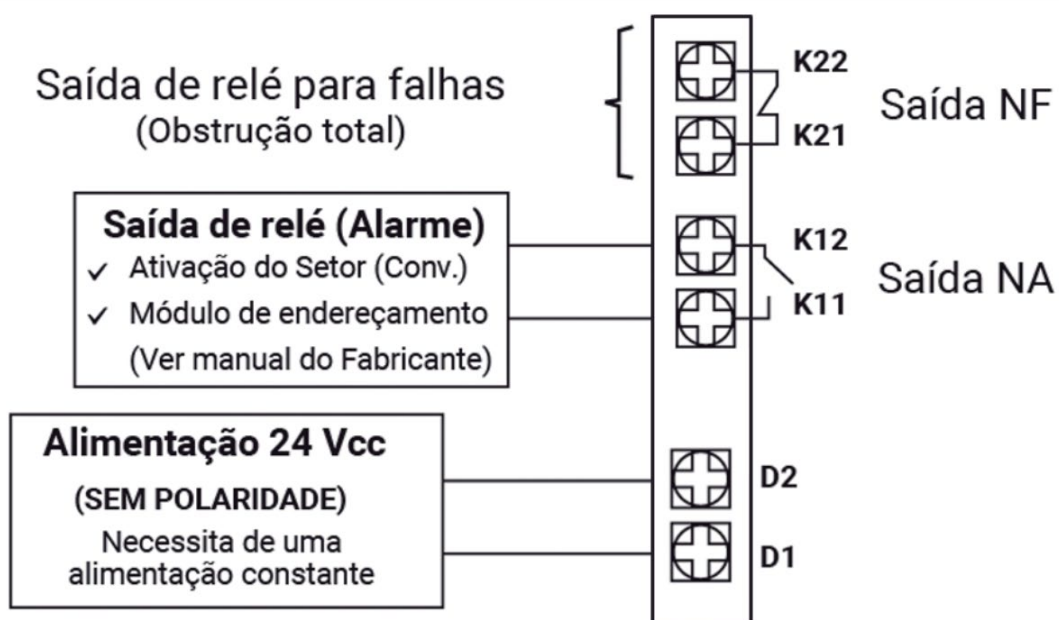 Saída de relé para falhas
(Obstrução total)
K22
K21
Saída NF
Saída de relé (Alarme)
✓ Ativação do Setor (Conv.)
✓ Módulo de endereçamento
(Ver manual do Fabricante)
K12
K11
Saída NA
Alimentação 24 Vcc
(SEM POLARIDADE)
Necessita de uma
alimentação constante
D2
D1